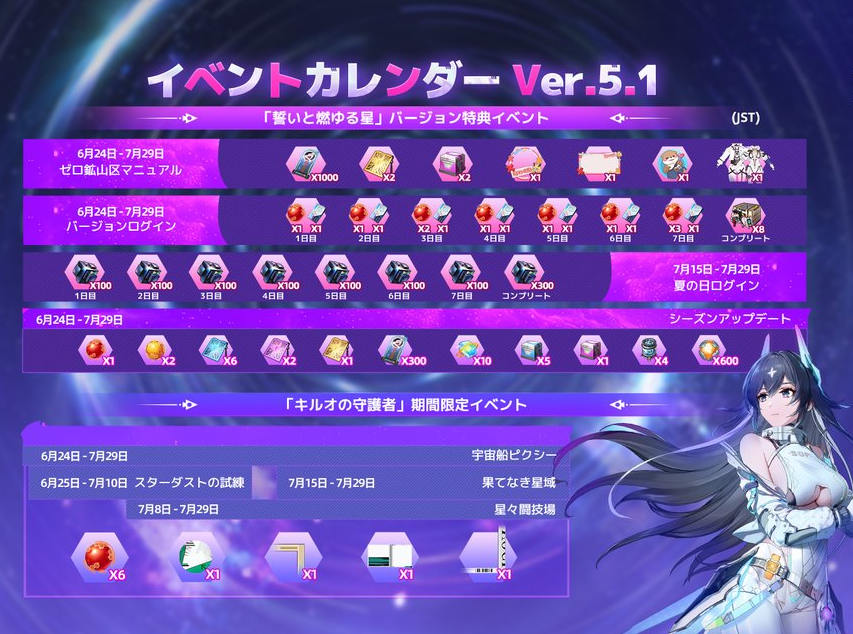 イベントカレンダー Ver.5.1
「誓いと燃ゆる星」バージョン特典イベント
(JST)
6月24日-7月29日
ゼロ鉱山区マニュアル
X1000 X2 X2 X1 X1 X1 X1
6月24日-7月29日
バージョンログイン
X1 X1 X1 X1 X2 X1 X1 X1 X1 X1 X1 X1 X3 X1 X8
1日目 2日目 3日目 4日目 5日目 6日目 7日目 コンプリート
X100 X100 X100 X100 X100 X100 X100 X300
1日目 2日目 3日目 4日目 5日目 6日目 7日目 コンプリート
7月15日-7月29日
夏の日ログイン
6月24日-7月29日 シーズンアップデート
X1 X2 X6 X2 X1 X300 X10 X5 X1 X4 X600
「キルオの守護者」期間限定イベント
6月24日-7月29日 宇宙船ピクシー
6月25日-7月10日 スターダストの試練 7月15日-7月29日 果てなき星域
7月8日-7月29日 星々闘技場
X6 X1 X1 X1 X1